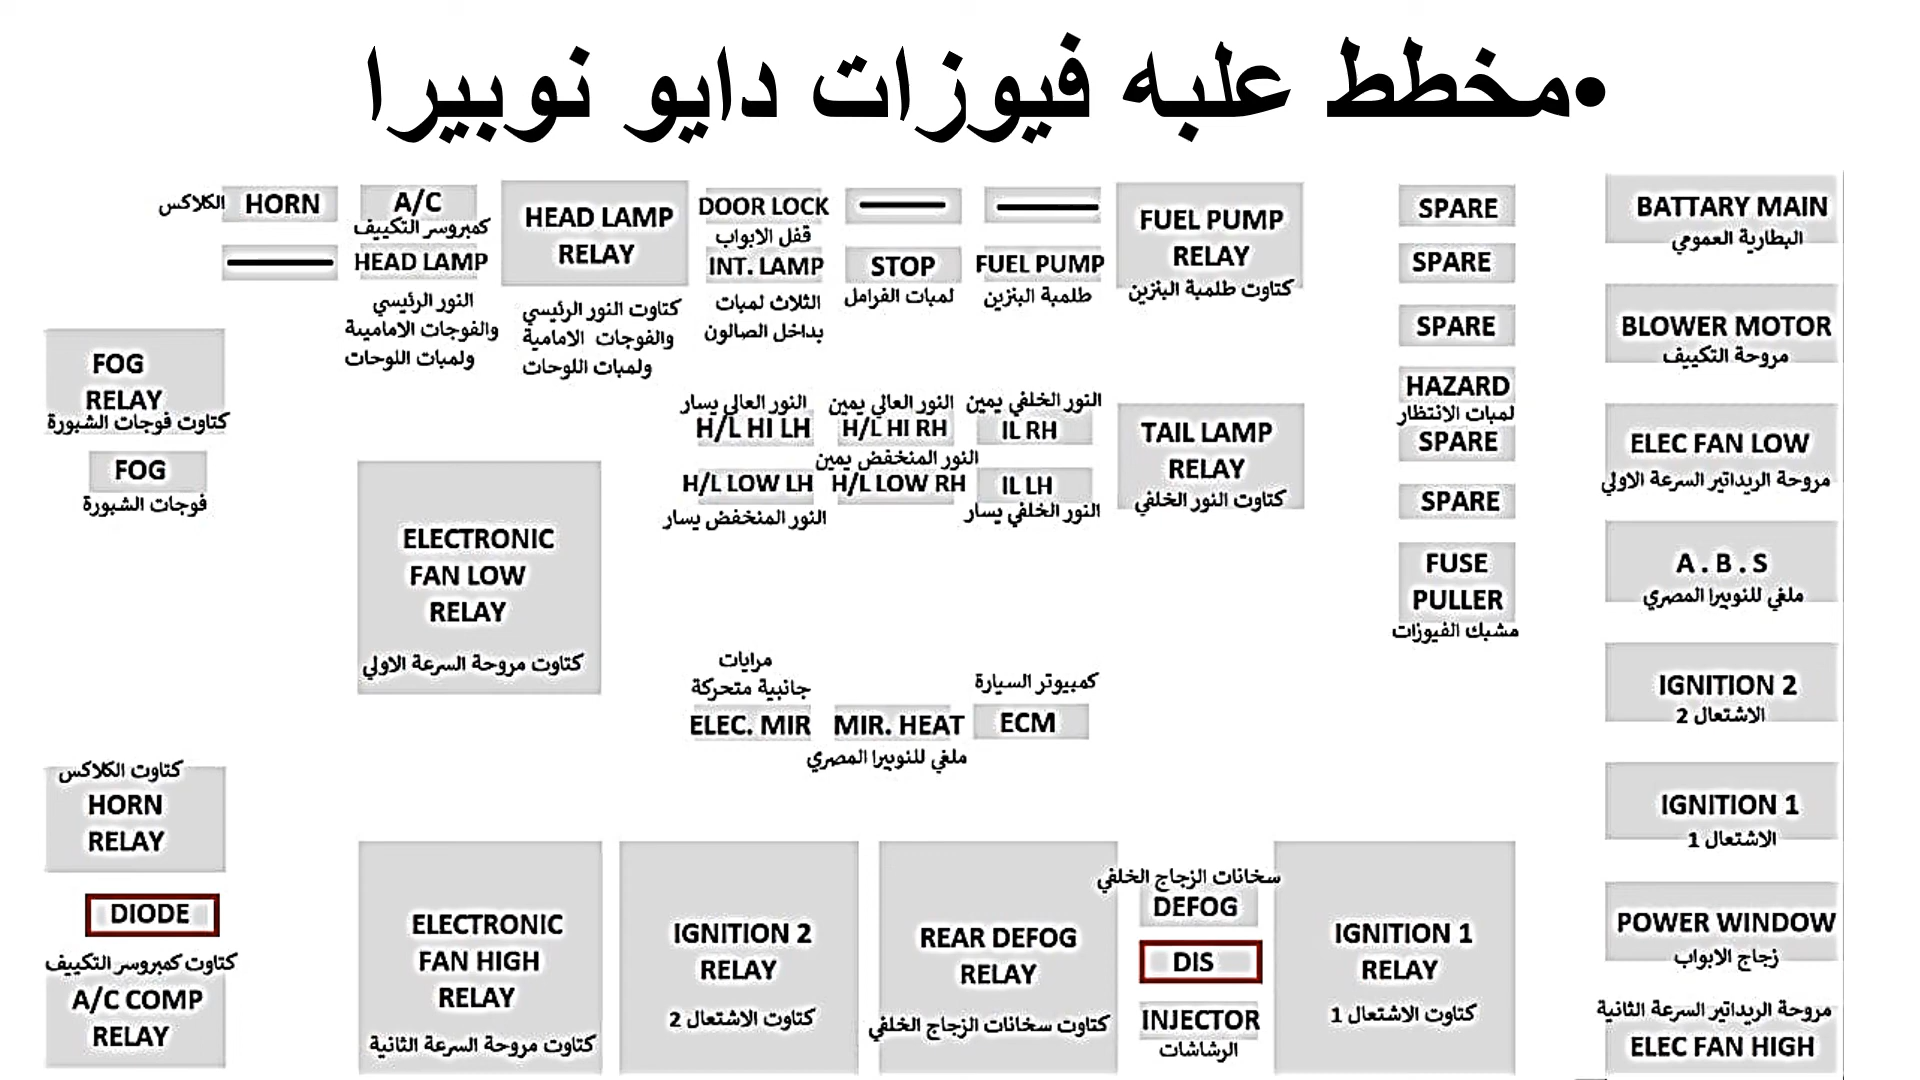 •مخطط علبه فيوزات دايو نوبيرا
الكلاكس
HORN
A/C
كمبروسر التكييف
HEAD LAMP
النور الرئيسي
والفوجات الاماميبة
ولمبات اللوحات
HEAD LAMP
RELAY
كتاوت النور الرئيسي
والفوجات الامامية
ولمبات اللوحات
DOOR LOCK
قفل الابواب
INT. LAMP
الثلاث لمبات
بداخل الصالون
STOP
لمبات الفرامل
FUEL PUMP
طلمبة البنزين
FUEL PUMP
RELAY
كتاوت طلمبة البنزين
SPARE
SPARE
SPARE
HAZARD
لمبات الانتظار
SPARE
SPARE
FUSE
PULLER
مشبك الفيوزات
BATTARY MAIN
البطارية العمومي
BLOWER MOTOR
مروحة التكييف
ELEC FAN LOW
مروحة الريداتير السرعة الاولي
A . B . S
ملغي للنوبيرا المصري
IGNITION 2
الاشتعال 2
IGNITION 1
الاشتعال 1
POWER WINDOW
زجاج الابواب
مروحة الريداتير السرعة الثانية
ELEC FAN HIGH
FOG
RELAY
كتاوت فوجات الشبورة
FOG
فوجات الشبورة
ELECTRONIC
FAN LOW
RELAY
كتاوت مروحة السرعة الاولي
النور العالي يسار
H/L HI LH
النور العالي يمين
H/L HI RH
النور الخلفي يمين
IL RH
H/L LOW LH
النور المنخفض يسار
النور المنخفض يمين
H/L LOW RH
IL LH
النور الخلفي يسار
TAIL LAMP
RELAY
كتاوت النور الخلفي
مرايات
جانبية متحركة
ELEC. MIR
MIR. HEAT
ملغي للنوبيرا المصري
كمبيوتر السيارة
ECM
كتاوت الكلاكس
HORN
RELAY
DIODE
كتاوت كمبروسر التكييف
A/C COMP
RELAY
ELECTRONIC
FAN HIGH
RELAY
كتاوت مروحة السرعة الثانية
IGNITION 2
RELAY
كتاوت الاشتعال 2
REAR DEFOG
RELAY
كتاوت سخانات الزجاج الخلفي
سخانات الزجاج الخلفي
DEFOG
DIS
INJECTOR
الرشاشات
IGNITION 1
RELAY
كتاوت الاشتعال 1